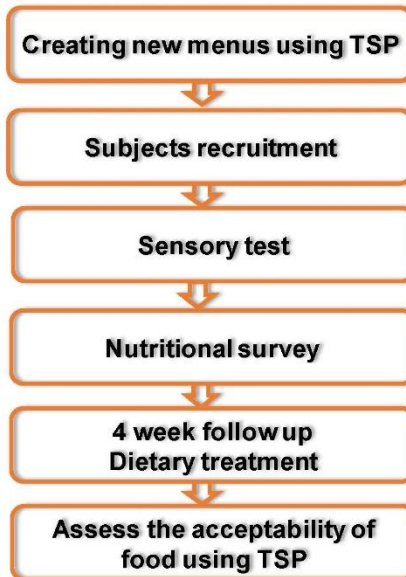 Creating new menus using TSP
Subjects recruitment
Sensory test
Nutritional survey
4 week follow up
Dietary treatment
Assess the acceptability of
food using TSP